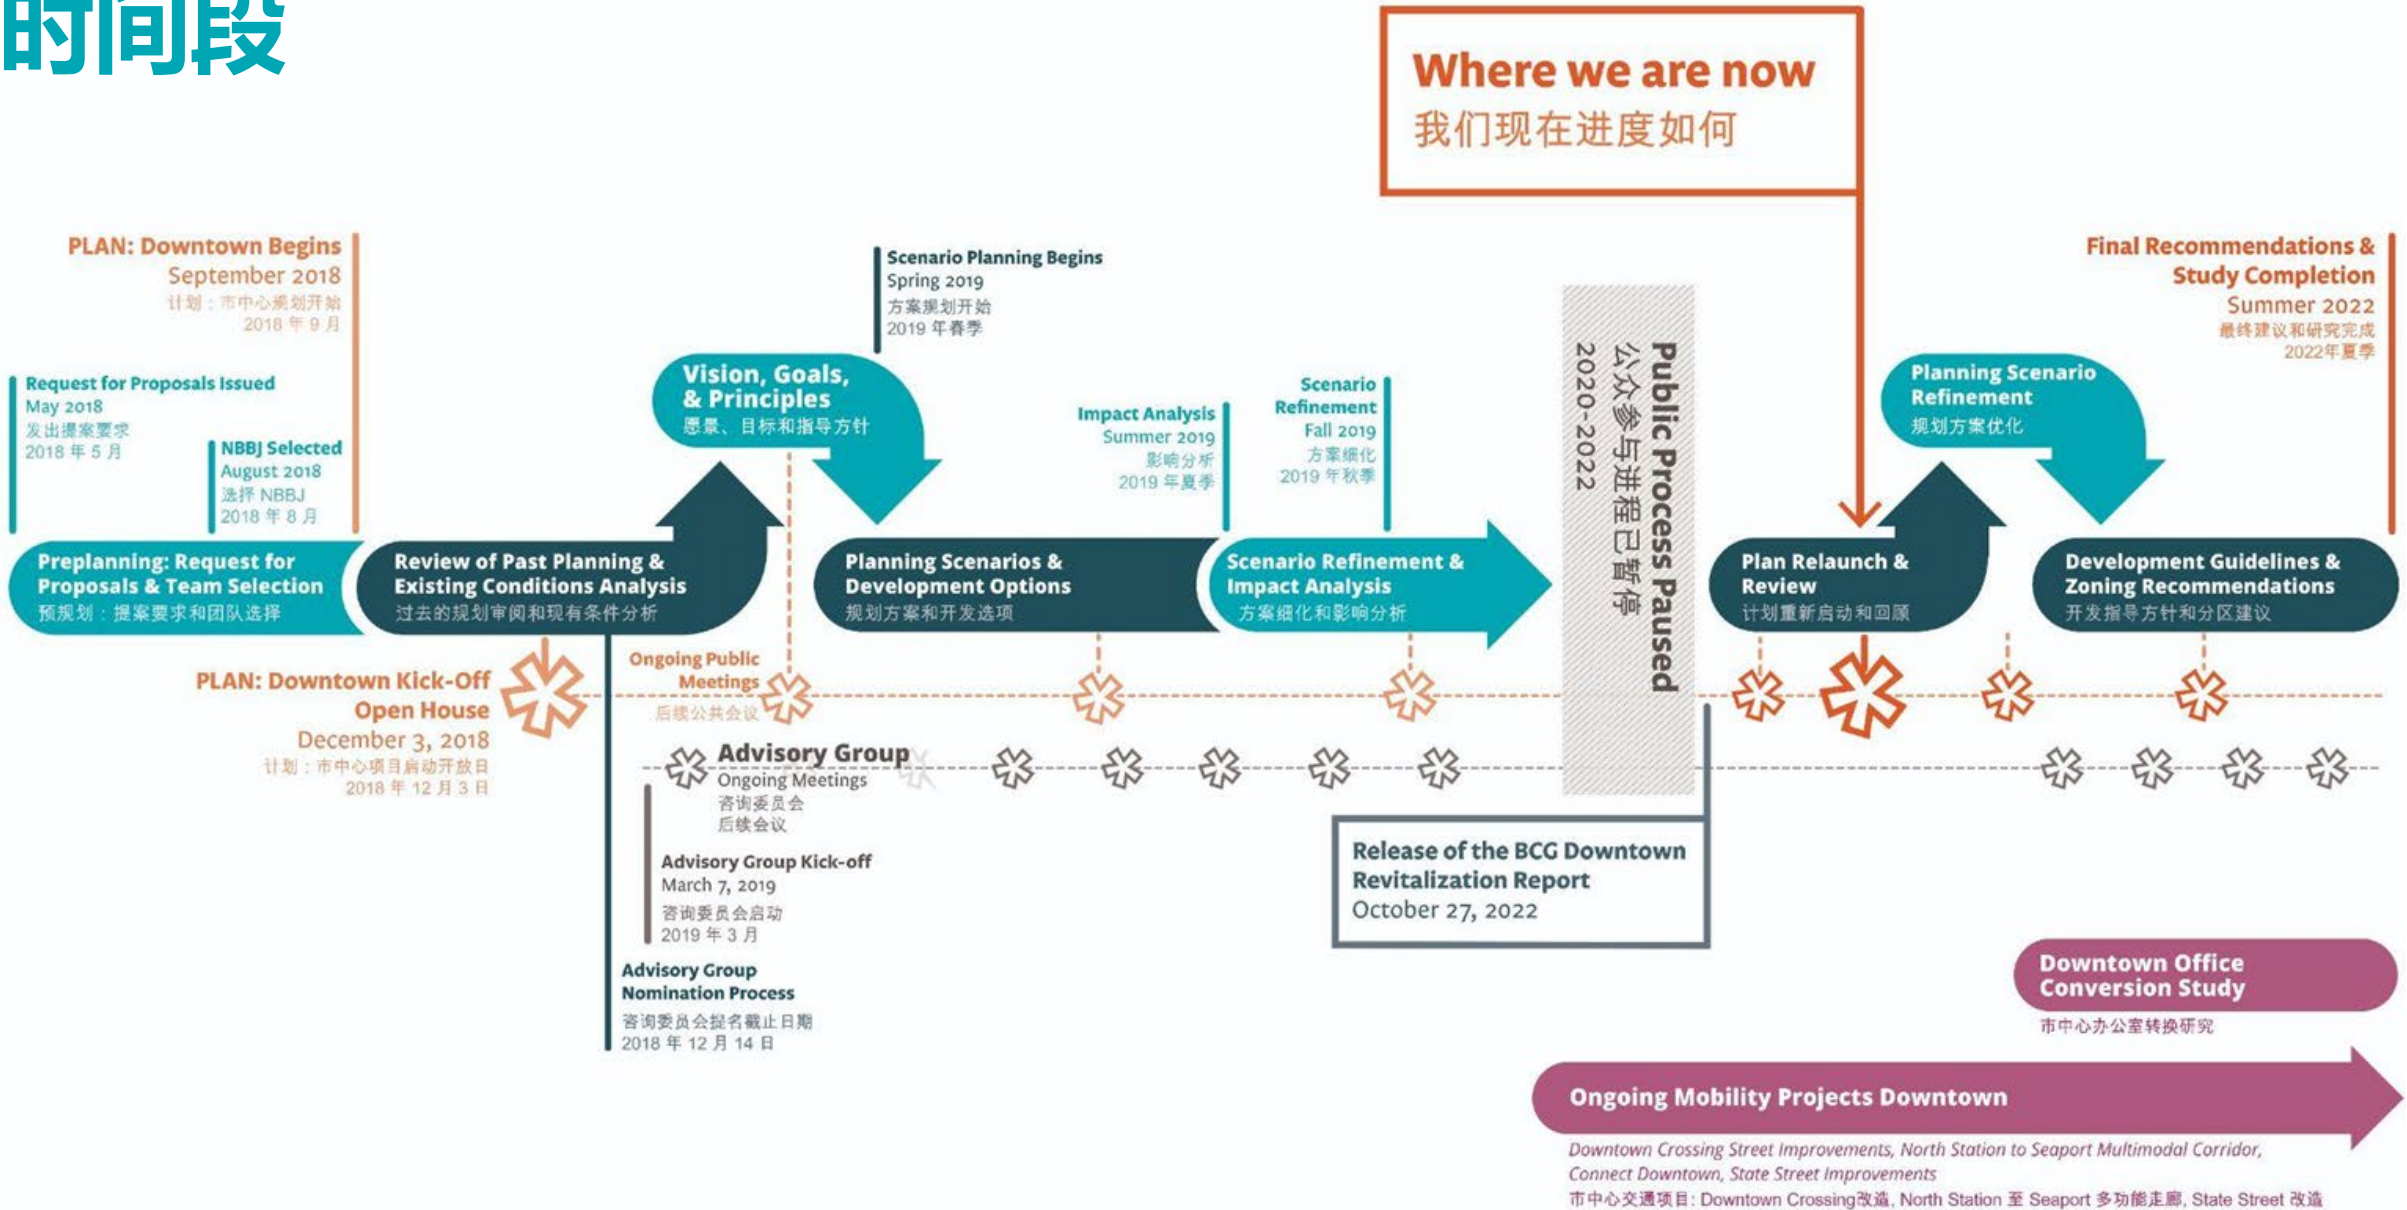 时间段
Where we are now
我们现在进度如何
PLAN: Downtown Begins
September 2018
计划：市中心规划开始
2018 年 9 月
Request for Proposals Issued
May 2018
发出提案要求
2018 年 5 月
NBBJ Selected
August 2018
选择 NBBJ
2018 年 8 月
Scenario Planning Begins
Spring 2019
方案规划开始
2019 年春季
Vision, Goals,
& Principles
愿景、目标和指导方针
Impact Analysis
Summer 2019
影响分析
2019 年夏季
Scenario
Refinement
Fall 2019
方案细化
2019 年秋季
Public Process Paused
公众参与进程已暂停
2020-2022
Planning Scenario
Refinement
规划方案优化
Final Recommendations &
Study Completion
Summer 2022
最终建议和研究完成
2022年夏季
Preplanning: Request for
Proposals & Team Selection
预规划：提案要求和团队选择
Review of Past Planning &
Existing Conditions Analysis
过去的规划审阅和现有条件分析
Planning Scenarios &
Development Options
规划方案和开发选项
Scenario Refinement &
Impact Analysis
方案细化和影响分析
Plan Relaunch &
Review
计划重新启动和回顾
Development Guidelines &
Zoning Recommendations
开发指导方针和分区建议
PLAN: Downtown Kick-Off
Open House
December 3, 2018
计划：市中心项目启动开放日
2018 年 12 月 3 日
Ongoing Public
Meetings
后续公共会议
Advisory Group
Ongoing Meetings
咨询委员会
后续会议
Advisory Group Kick-off
March 7, 2019
咨询委员会启动
2019 年 3 月
Advisory Group
Nomination Process
咨询委员会提名截止日期
2018 年 12 月 14 日
Release of the BCG Downtown
Revitalization Report
October 27, 2022
Downtown Office
Conversion Study
市中心办公室转换研究
Ongoing Mobility Projects Downtown
Downtown Crossing Street Improvements, North Station to Seaport Multimodal Corridor,
Connect Downtown, State Street Improvements
市中心交通项目: Downtown Crossing改造, North Station 至 Seaport 多功能走廊, State Street 改造